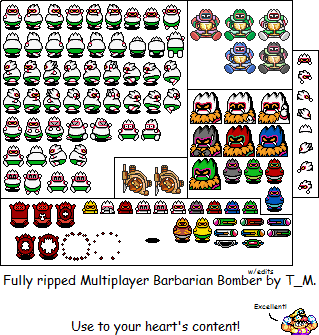 w/edits
Fully ripped Multiplayer Barbarian Bomber by T_M.
Excellent!
Use to your heart's content!